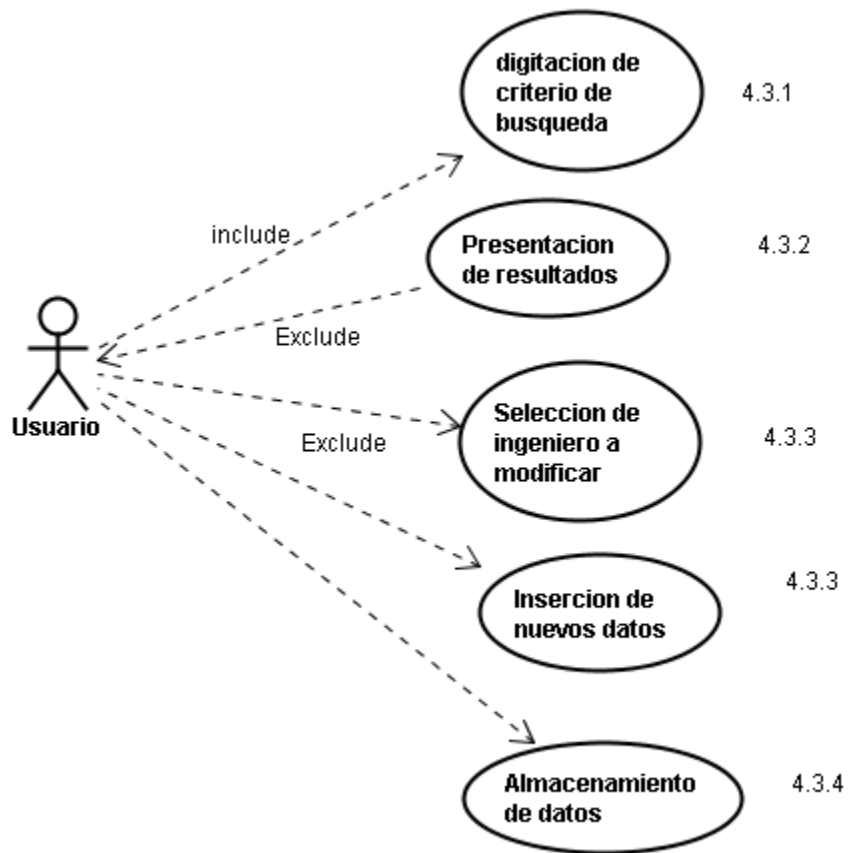 digitacion de
criterio de
busqueda
4.3.1
include
Presentacion
de resultados
4.3.2
Exclude
Usuario
Seleccion de
ingeniero a
modificar
4.3.3
Exclude
Insercion de
nuevos datos
4.3.3
Almacenamiento
de datos
4.3.4